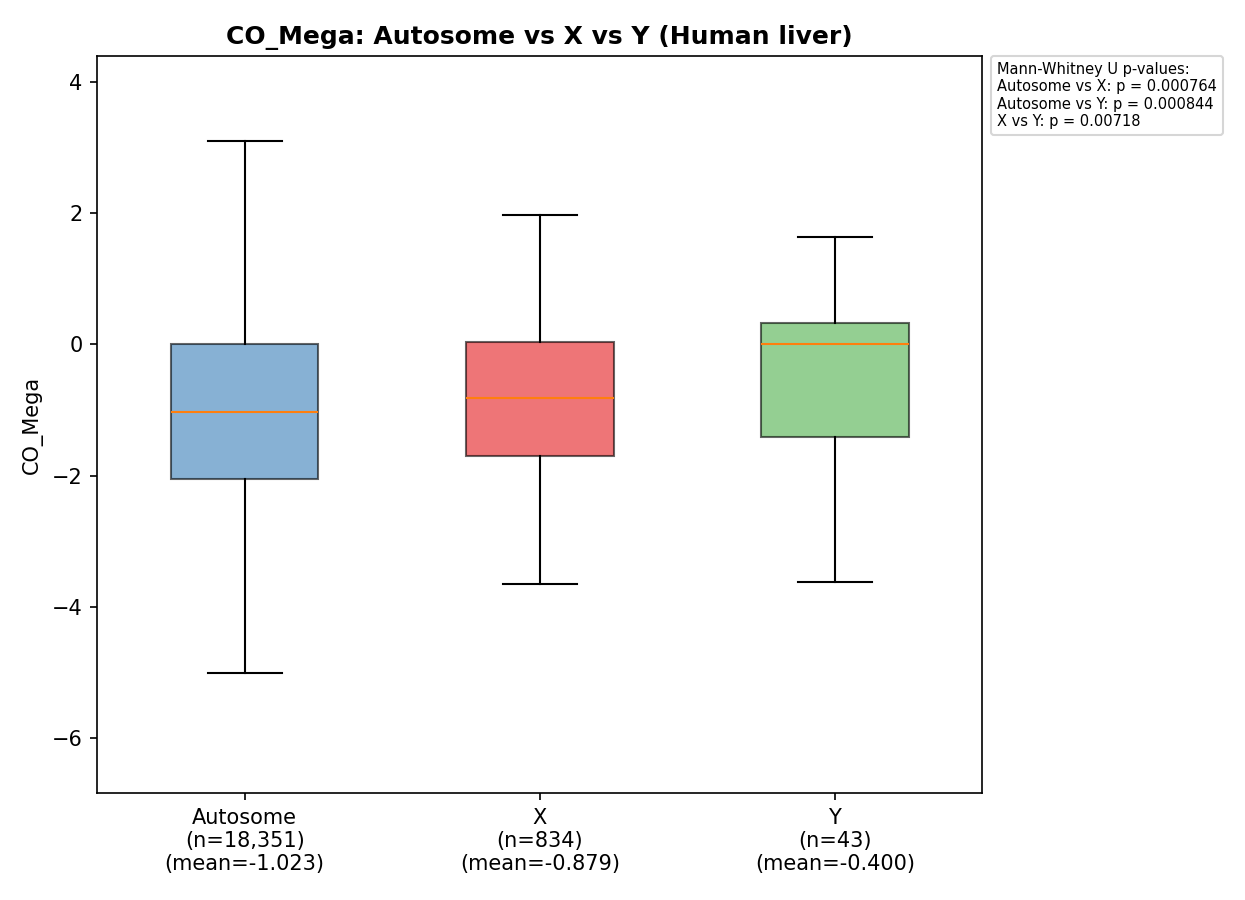 CO_Mega: Autosome vs X vs Y (Human liver)
Mann-Whitney U p-values:
Autosome vs X: p = 0.000764
Autosome vs Y: p = 0.000844
X vs Y: p = 0.00718
CO_Mega
4
2
0
−2
−4
−6
Autosome
(n=18,351)
(mean=-1.023)
X
(n=834)
(mean=-0.879)
Y
(n=43)
(mean=-0.400)